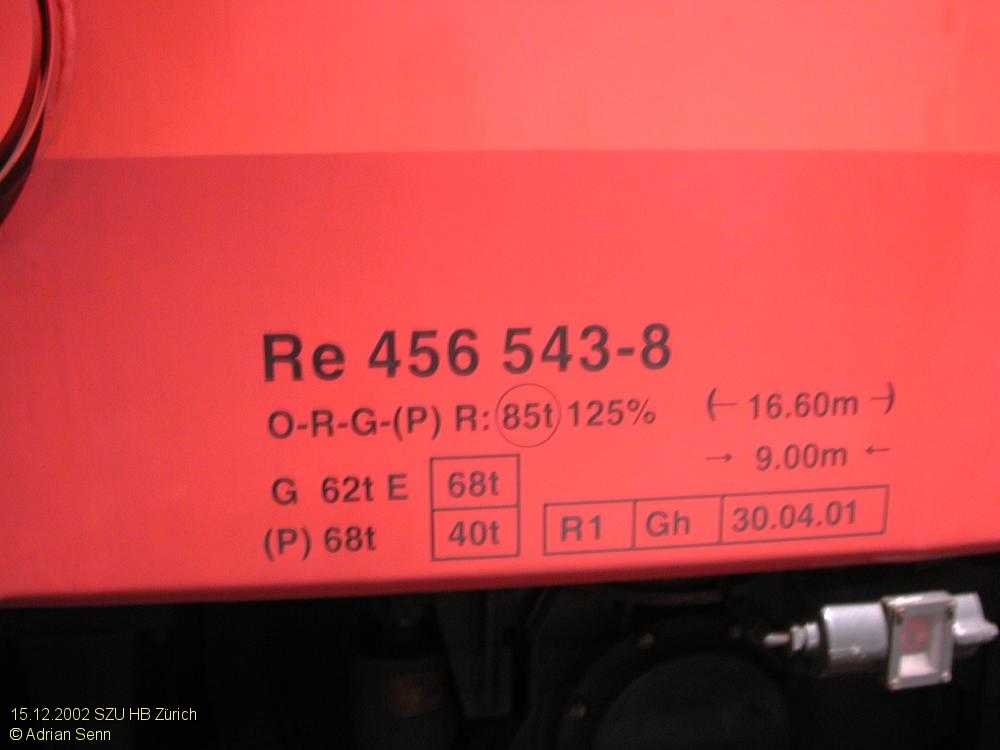 Re 456 543-8
O-R-G-(P) R: 85t 125% 16.60m
→ 9.00m ←
G 62t E 68t
(P) 68t 40t R1 Gh 30.04.01
15.12.2002 SZU HB Zürich
© Adrian Senn